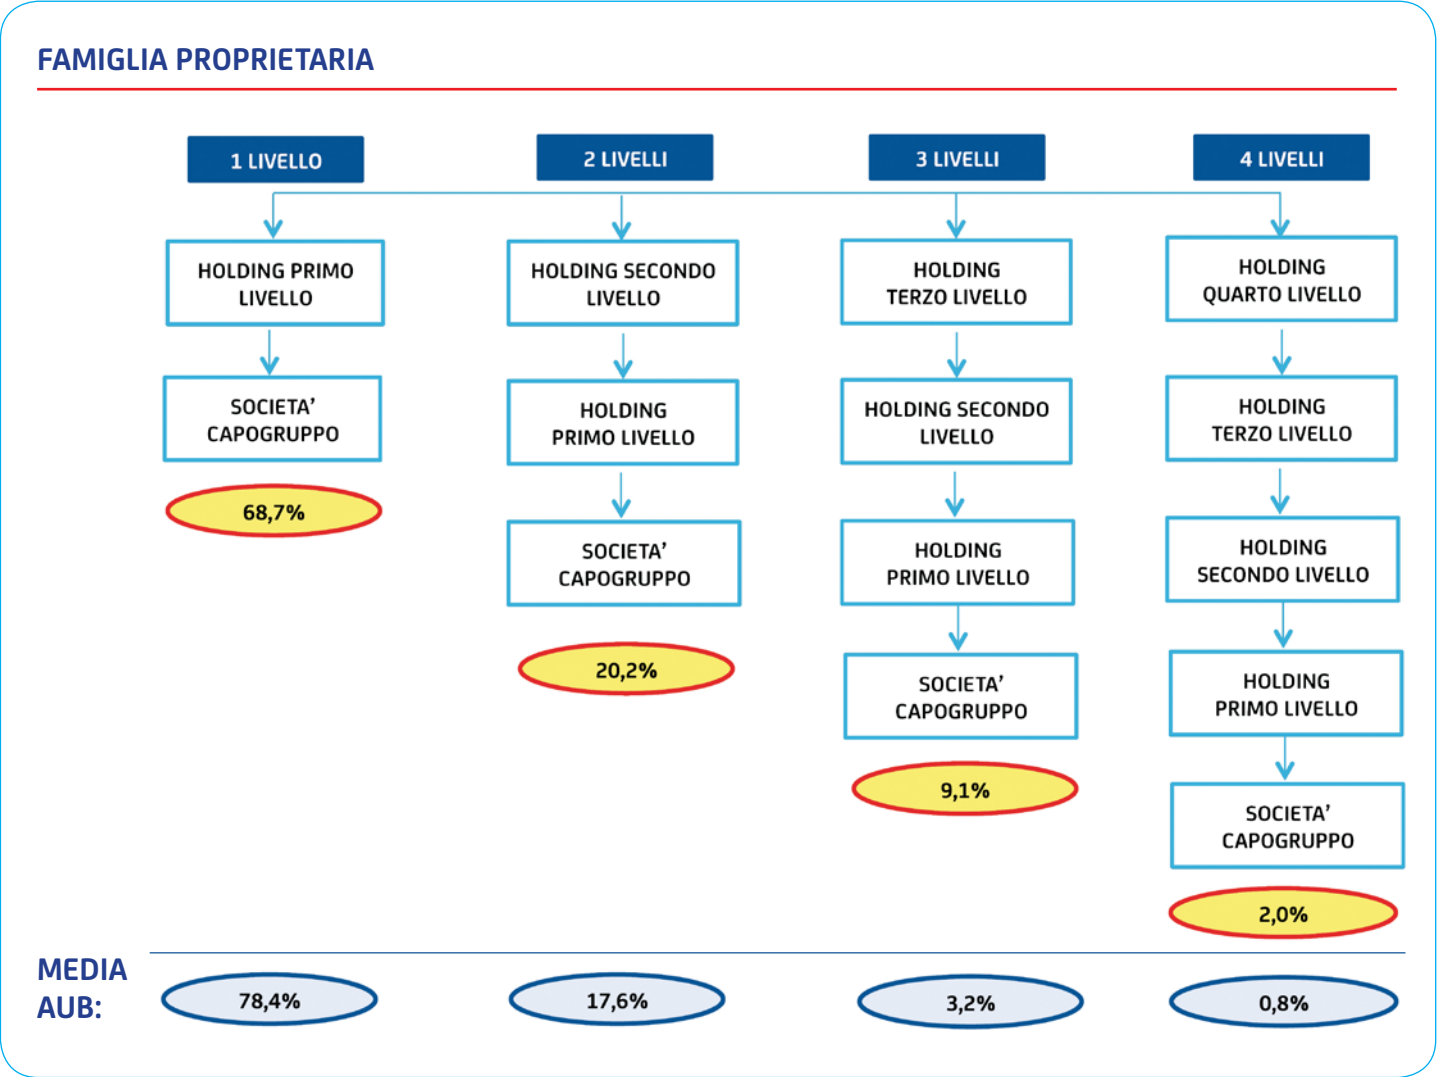 FAMIGLIA PROPRIETARIA
1 LIVELLO
HOLDING PRIMO
LIVELLO
SOCIETA’
CAPOGRUPPO
68,7%
2 LIVELLI
HOLDING SECONDO
LIVELLO
HOLDING
PRIMO LIVELLO
SOCIETA’
CAPOGRUPPO
20,2%
3 LIVELLI
HOLDING
TERZO LIVELLO
HOLDING SECONDO
LIVELLO
HOLDING
PRIMO LIVELLO
SOCIETA’
CAPOGRUPPO
9,1%
4 LIVELLI
HOLDING
QUARTO LIVELLO
HOLDING
TERZO LIVELLO
HOLDING
SECONDO LIVELLO
HOLDING
PRIMO LIVELLO
SOCIETA’
CAPOGRUPPO
2,0%
MEDIA
AUB:
78,4%
17,6%
3,2%
0,8%